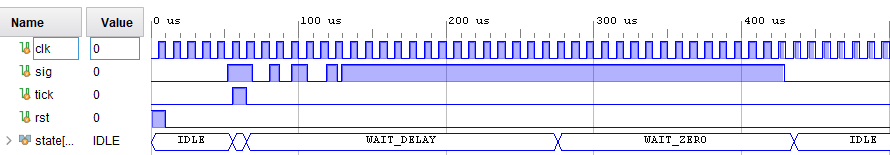 Name Value 0 us 100 us 200 us 300 us 400 us
clk 0
sig 0
tick 0
rst 0
state[... IDLE IDLE WAIT_DELAY WAIT_ZERO IDLE